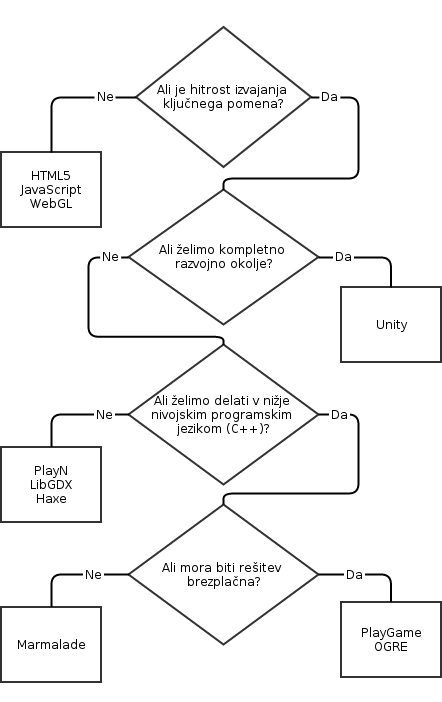 Ali je hitrost izvajanja
ključnega pomena?
Ne
Da
HTML5
JavaScript
WebGL
Ali želimo kompletno
razvojno okolje?
Ne
Da
Unity
Ali želimo delati v nižje
nivojskim programskim
jezikom (C++)?
Ne
Da
PlayN
LibGDX
Haxe
Ali mora biti rešitev
brezplačna?
Ne
Da
Marmalade
PlayGame
OGRE